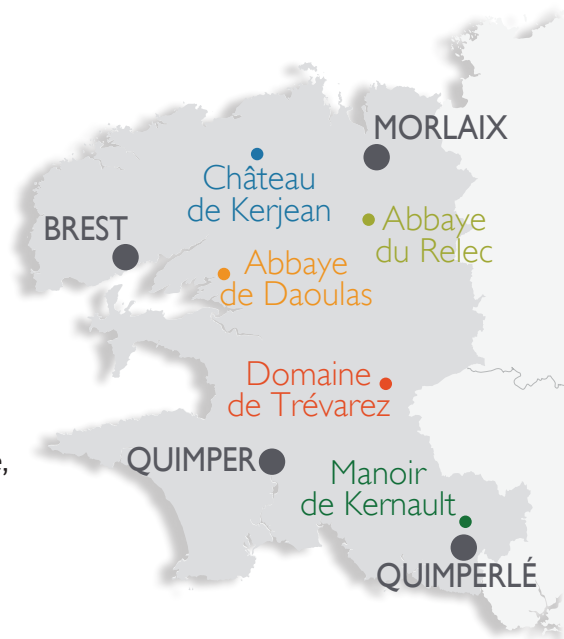 MORLAIX
Château
de Kerjean
Abbaye
du Relec
BREST
Abbaye
de Daoulas
Domaine
de Trévarez
QUIMPER
Manoir
de Kernault
QUIMPERLÉ